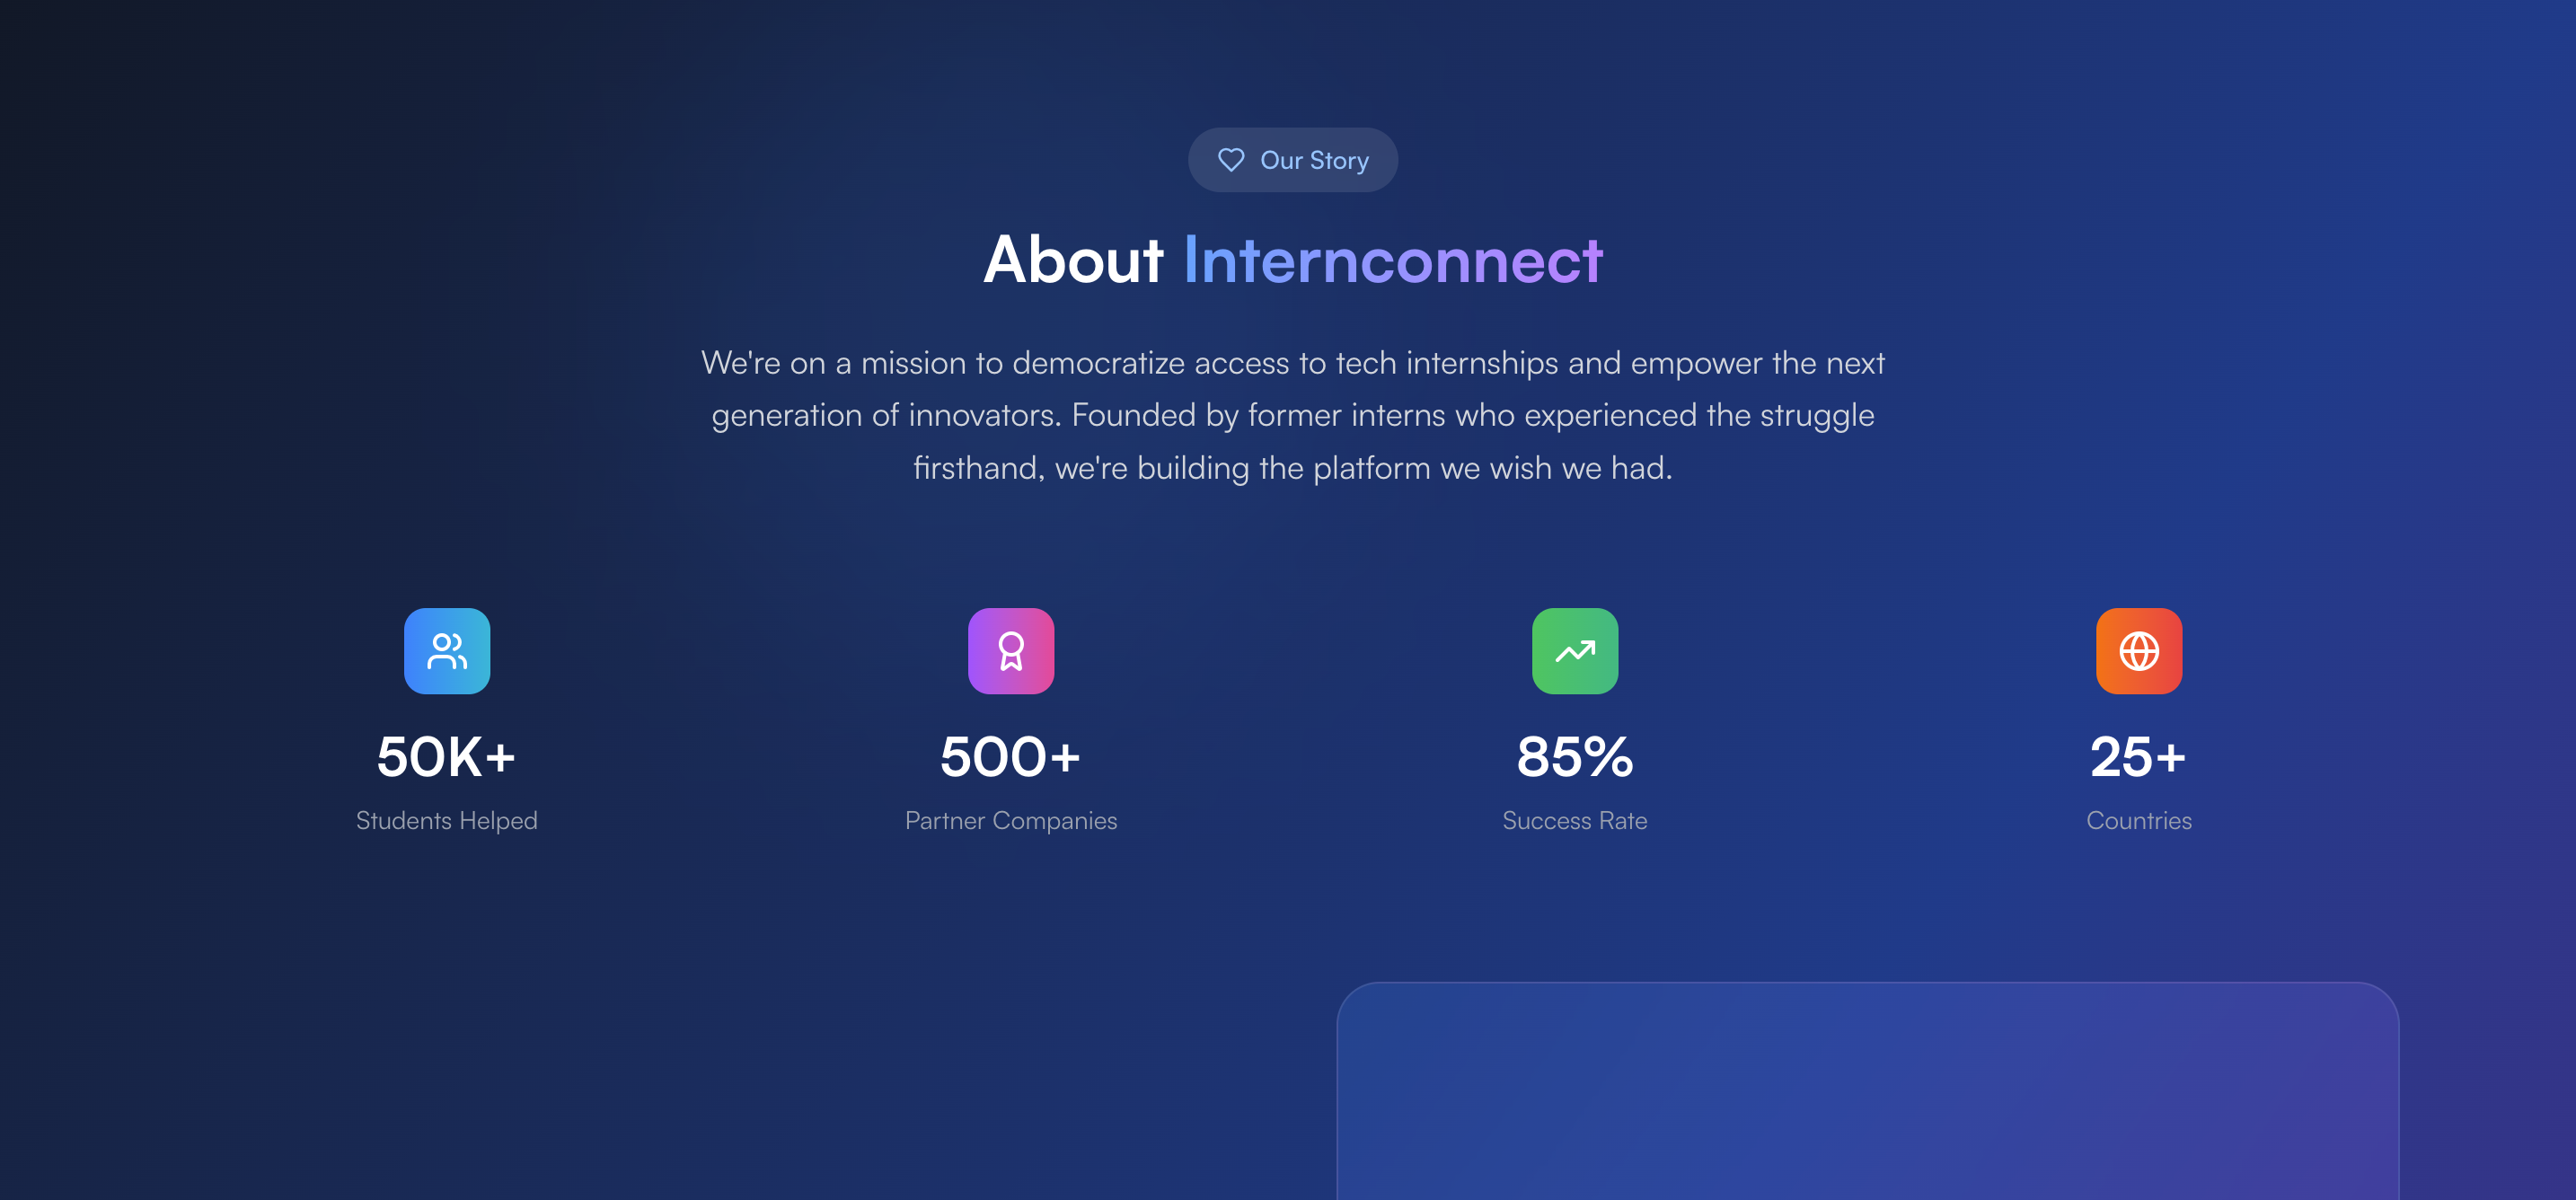 Our Story
About Internconnect
We're on a mission to democratize access to tech internships and empower the next
generation of innovators. Founded by former interns who experienced the struggle
firsthand, we're building the platform we wish we had.
50K+
Students Helped
500+
Partner Companies
85%
Success Rate
25+
Countries